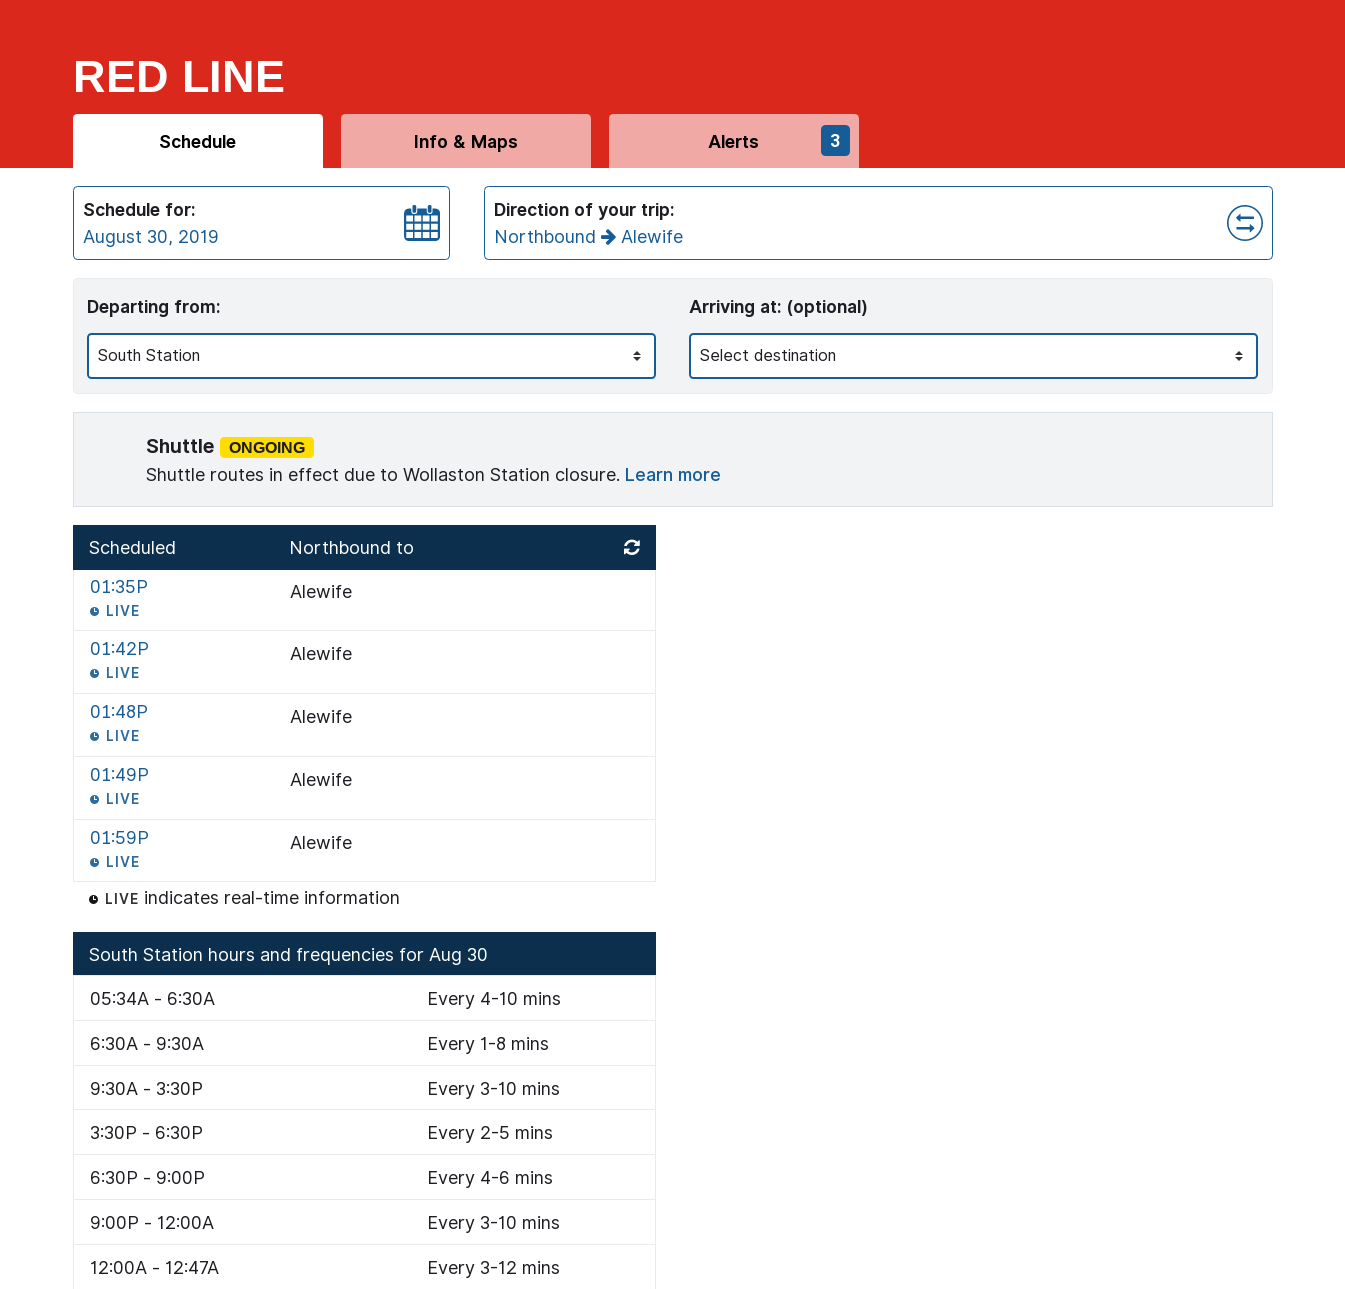 RED LINE
Schedule
Info & Maps
Alerts 3
Schedule for:
August 30, 2019
Direction of your trip:
Northbound → Alewife
Departing from:
South Station
Arriving at: (optional)
Select destination
Shuttle ONGOING
Shuttle routes in effect due to Wollaston Station closure. Learn more
Scheduled Northbound to
01:35P Alewife
LIVE
01:42P Alewife
LIVE
01:48P Alewife
LIVE
01:49P Alewife
LIVE
01:59P Alewife
LIVE
LIVE indicates real-time information
South Station hours and frequencies for Aug 30
05:34A - 6:30A Every 4-10 mins
6:30A - 9:30A Every 1-8 mins
9:30A - 3:30P Every 3-10 mins
3:30P - 6:30P Every 2-5 mins
6:30P - 9:00P Every 4-6 mins
9:00P - 12:00A Every 3-10 mins
12:00A - 12:47A Every 3-12 mins